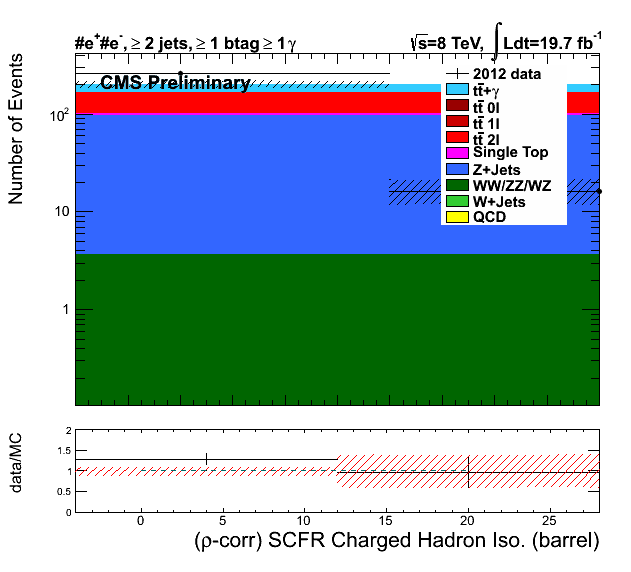 #e⁺#e⁻, ≥ 2 jets, ≥ 1 btag ≥ 1 γ
√s=8 TeV, ∫Ldt=19.7 fb⁻¹
CMS Preliminary
2012 data
tt̄+γ
tt̄ 0l
tt̄ 1l
tt̄ 2l
Single Top
Z+Jets
WW/ZZ/WZ
W+Jets
QCD
Number of Events
10²
10
1
data/MC
2
1.5
1
0.5
0
0 5 10 15 20 25
(ρ-corr) SCFR Charged Hadron Iso. (barrel)